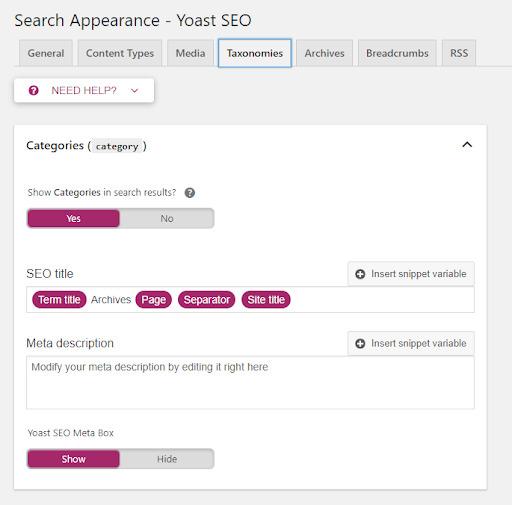 Search Appearance - Yoast SEO
General Content Types Media Taxonomies Archives Breadcrumbs RSS
NEED HELP?
Categories (category)
Show Categories in search results?
Yes No
SEO title Insert snippet variable
Term title Archives Page Separator Site title
Meta description Insert snippet variable
Modify your meta description by editing it right here
Yoast SEO Meta Box
Show Hide